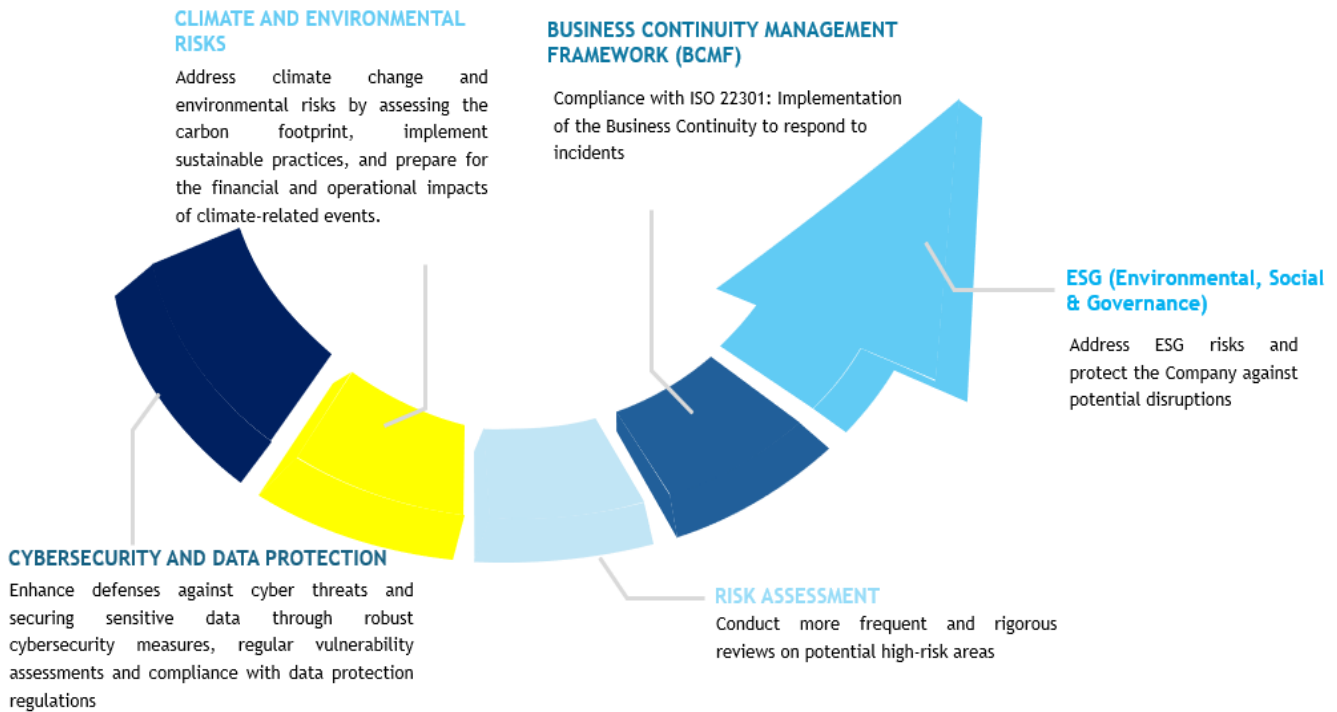 CLIMATE AND ENVIRONMENTAL
RISKS
Address climate change and
environmental risks by assessing the
carbon footprint, implement
sustainable practices, and prepare for
the financial and operational impacts
of climate-related events.
BUSINESS CONTINUITY MANAGEMENT
FRAMEWORK (BCMF)
Compliance with ISO 22301: Implementation
of the Business Continuity to respond to
incidents
ESG (Environmental, Social
& Governance)
Address ESG risks and
protect the Company against
potential disruptions
CYBERSECURITY AND DATA PROTECTION
Enhance defenses against cyber threats and
securing sensitive data through robust
cybersecurity measures, regular vulnerability
assessments and compliance with data protection
regulations
RISK ASSESSMENT
Conduct more frequent and rigorous
reviews on potential high-risk areas